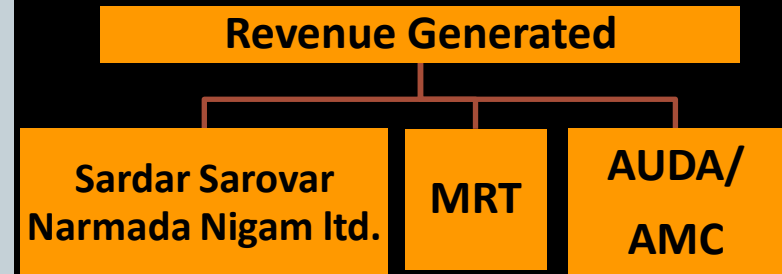 Revenue Generated
Sardar Sarovar
Narmada Nigam ltd.
MRT
AUDA/
AMC